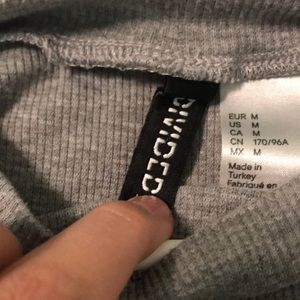 DIVIDED
EUR M
US M
CA M
CN 170/96A
MX M
Made in
Turkey
Fabriqué en